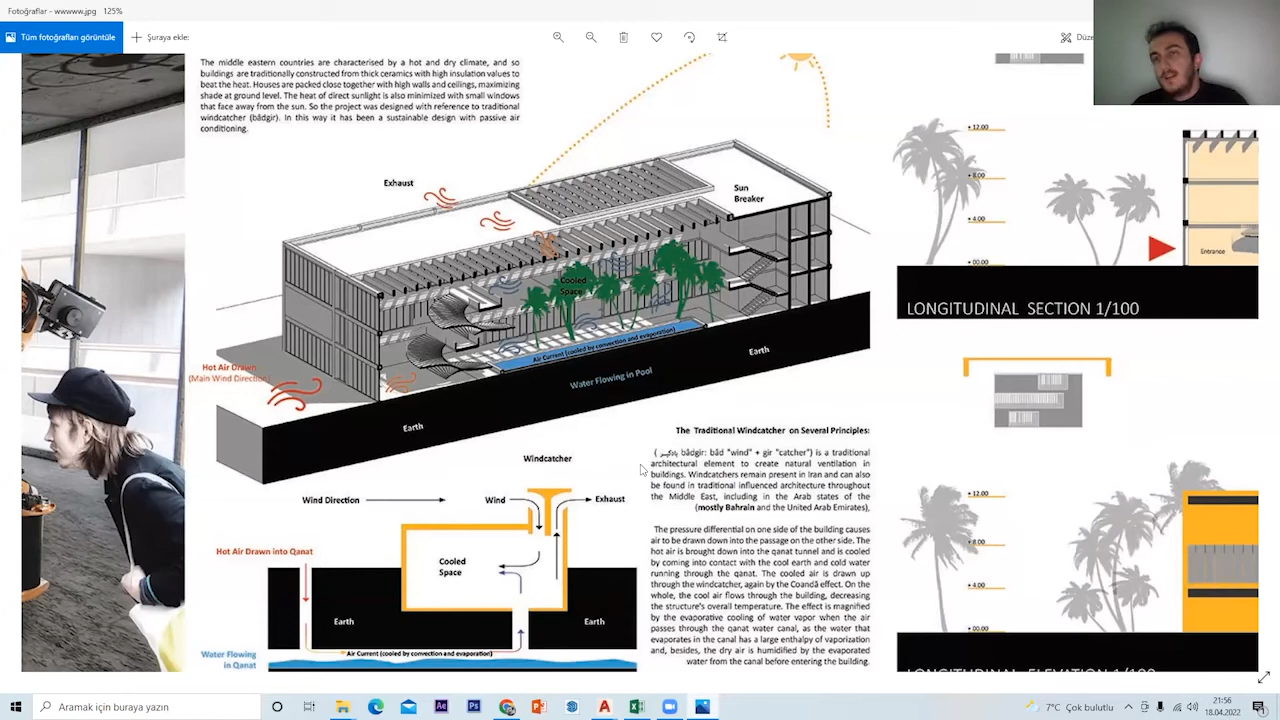 Fotoğraflar - wwwww.jpg 125%
Tüm fotoğrafları görüntüle
Şuraya ekle:
Düze
The middle eastern countries are characterised by a hot and dry climate, and so
buildings are traditionally constructed from thick ceramics with high insulation values to
beat the heat. Houses are packed close together with high walls and ceilings, maximizing
shade at ground level. The heat of direct sunlight is also minimized with small windows
that face away from the sun. So the project was designed with reference to traditional
windcatcher (bâdgir). In this way it has been a sustainable design with passive air
conditioning.
Exhaust
Sun
Breaker
Cooled
Space
Air Current (cooled by convection and evaporation)
Hot Air Drawn
(Main Wind Direction)
Water Flowing in Pool
Earth
Earth
+ 12.00
+ 8.00
+ 4.00
00.00
Entrance
LONGITUDINAL SECTION 1/100
Windcatcher
Wind Direction
Wind
Exhaust
Hot Air Drawn into Qanat
Cooled
Space
Earth
Earth
Air Current (cooled by convection and evaporation)
Water Flowing
in Qanat
The Traditional Windcatcher on Several Principles:
( بادگیر bâdgir: bâd "wind" + gir "catcher") is a traditional
architectural element to create natural ventilation in
buildings. Windcatchers remain present in Iran and can also
be found in traditional influenced architecture throughout
the Middle East, including in the Arab states of the
(mostly Bahrain and the United Arab Emirates),
The pressure differential on one side of the building causes
air to be drawn down into the passage on the other side. The
hot air is brought down into the qanat tunnel and is cooled
by coming into contact with the cool earth and cold water
running through the qanat. The cooled air is drawn up
through the windcatcher, again by the Coandă effect. On the
whole, the cool air flows through the building, decreasing
the structure's overall temperature. The effect is magnified
by the evaporative cooling of water vapor when the air
passes through the qanat water canal, as the water that
evaporates in the canal has a large enthalpy of vaporization
and, besides, the dry air is humidified by the evaporated
water from the canal before entering the building.
+ 12.00
+ 8.00
+ 4.00
00.00
LONGITUDINAL ELEVATION 1/100
Aramak için buraya yazın
7°C Çok bulutlu
21:56
18.04.2022